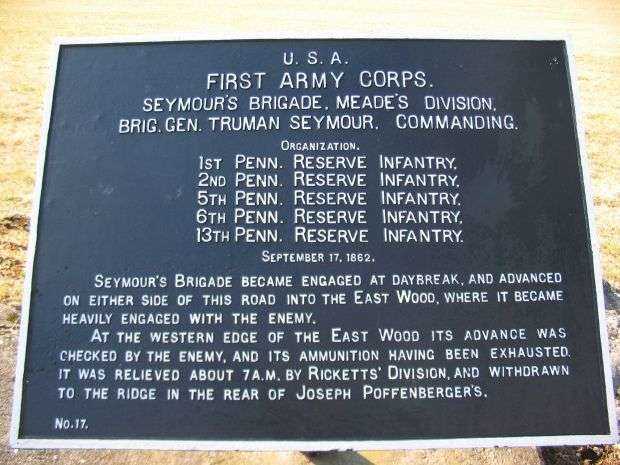 U. S. A.
FIRST ARMY CORPS.
SEYMOUR'S BRIGADE, MEADE'S DIVISION,
BRIG. GEN. TRUMAN SEYMOUR, COMMANDING.
ORGANIZATION.
1ST PENN. RESERVE INFANTRY,
2ND PENN. RESERVE INFANTRY,
5TH PENN. RESERVE INFANTRY,
6TH PENN. RESERVE INFANTRY,
13TH PENN. RESERVE INFANTRY.
SEPTEMBER 17, 1862.
SEYMOUR'S BRIGADE BECAME ENGAGED AT DAYBREAK, AND ADVANCED
ON EITHER SIDE OF THIS ROAD INTO THE EAST WOOD, WHERE IT BECAME
HEAVILY ENGAGED WITH THE ENEMY.
AT THE WESTERN EDGE OF THE EAST WOOD ITS ADVANCE WAS
CHECKED BY THE ENEMY, AND ITS AMMUNITION HAVING BEEN EXHAUSTED
IT WAS RELIEVED ABOUT 7 A.M. BY RICKETTS' DIVISION, AND WITHDRAWN
TO THE RIDGE IN THE REAR OF JOSEPH POFFENBERGER'S.
NO. 17.